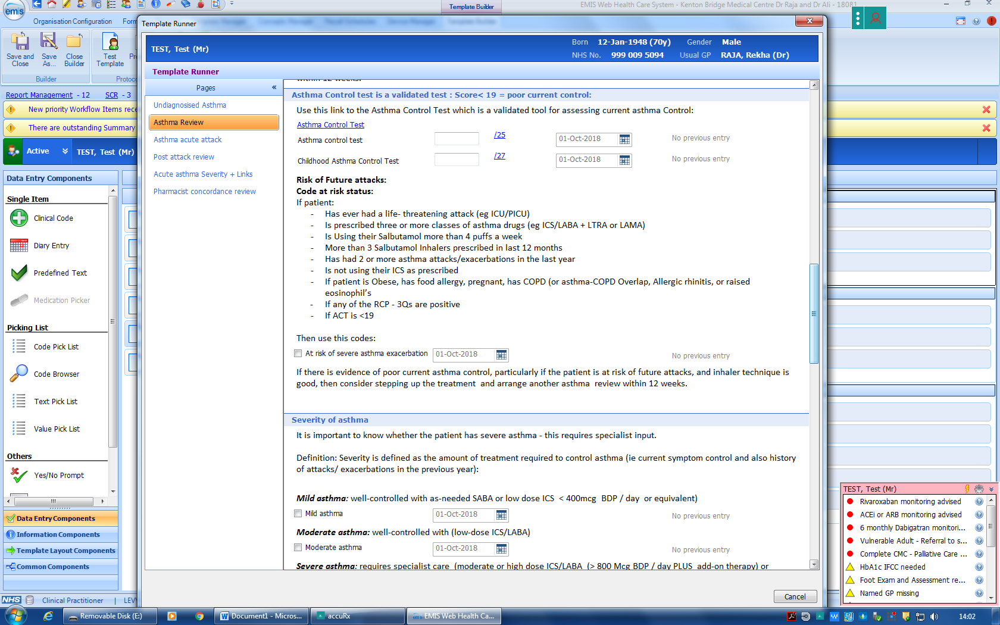 emis
Template Builder
EMIS Web Health Care System - Kenton Bridge Medical Centre Dr Raja and Dr Ali - 18081
Organisation Configuration
Save and Close
Save As...
Close Builder
Test Template
Builder
Report Management - 12 SCR - 3
New priority Workflow Items
There are outstanding Summary
Active
TEST, Test (Mr)
Data Entry Components
Single Item
Clinical Code
Diary Entry
Predefined Text
Medication Picker
Picking List
Code Pick List
Code Browser
Text Pick List
Value Pick List
Others
Yes/No Prompt
Data Entry Components
Information Components
Template Layout Components
Common Components
NHS Clinical Practitioner
Template Runner
TEST, Test (Mr)
Born 12-Jan-1948 (70y) Gender Male
NHS No. 999 009 5094 Usual GP RAJA, Rekha (Dr)
Template Runner
Pages «
Undiagnoised Asthma
Asthma Review
Asthma acute attack
Post attack review
Acute asthma Severity + Links
Pharmacist concordance review
within 12 weeks.
Asthma Control test is a validated test : Score< 19 = poor current control:
Use this link to the Asthma Control Test which is a validated tool for assessing current asthma Control:
Asthma Control Test
Asthma control test /25 01-Oct-2018 No previous entry
Childhood Asthma Control Test /27 01-Oct-2018 No previous entry
Risk of Future attacks:
Code at risk status:
If patient:
- Has ever had a life- threatening attack (eg ICU/PICU)
- Is prescribed three or more classes of asthma drugs (eg ICS/LABA + LTRA or LAMA)
- Is Using their Salbutamol more than 4 puffs a week
- More than 3 Salbutamol Inhalers prescribed in last 12 months
- Has had 2 or more asthma attacks/exacerbations in the last year
- Is not using their ICS as prescribed
- If patient is Obese, has food allergy, pregnant, has COPD (or asthma-COPD Overlap, Allergic rhinitis, or raised
eosinophil's
- If any of the RCP - 3Qs are positive
- If ACT is <19
Then use this codes:
At risk of severe asthma exacerbation 01-Oct-2018 No previous entry
If there is evidence of poor current asthma control, particularly if the patient is at risk of future attacks, and inhaler technique is
good, then consider stepping up the treatment and arrange another asthma review within 12 weeks.
Severity of asthma
It is important to know whether the patient has severe asthma - this requires specialist input.
Definition: Severity is defined as the amount of treatment required to control asthma (ie current symptom control and also history
of attacks/ exacerbations in the previous year):
Mild asthma: well-controlled with as-needed SABA or low dose ICS < 400mcg BDP / day or equivalent)
Mild asthma 01-Oct-2018 No previous entry
Moderate asthma: well-controlled with (low-dose ICS/LABA)
Moderate asthma 01-Oct-2018 No previous entry
Severe asthma: requires specialist care (moderate or high dose ICS/LABA (> 800 Mcg BDP / day PLUS add-on therapy) or
Cancel
TEST, Test (Mr)
Rivaroxaban monitoring advised
ACEi or ARB monitoring advised
6 monthly Dabigatran monitori...
Vulnerable Adult - Referral to s...
Complete CMC - Palliative Care ...
HbA1c IFCC needed
Foot Exam and Assessment re...
Named GP missing
Removable Disk (E:)
Document1 - Micros...
accuRx
EMIS Web Health Ca...
14:02